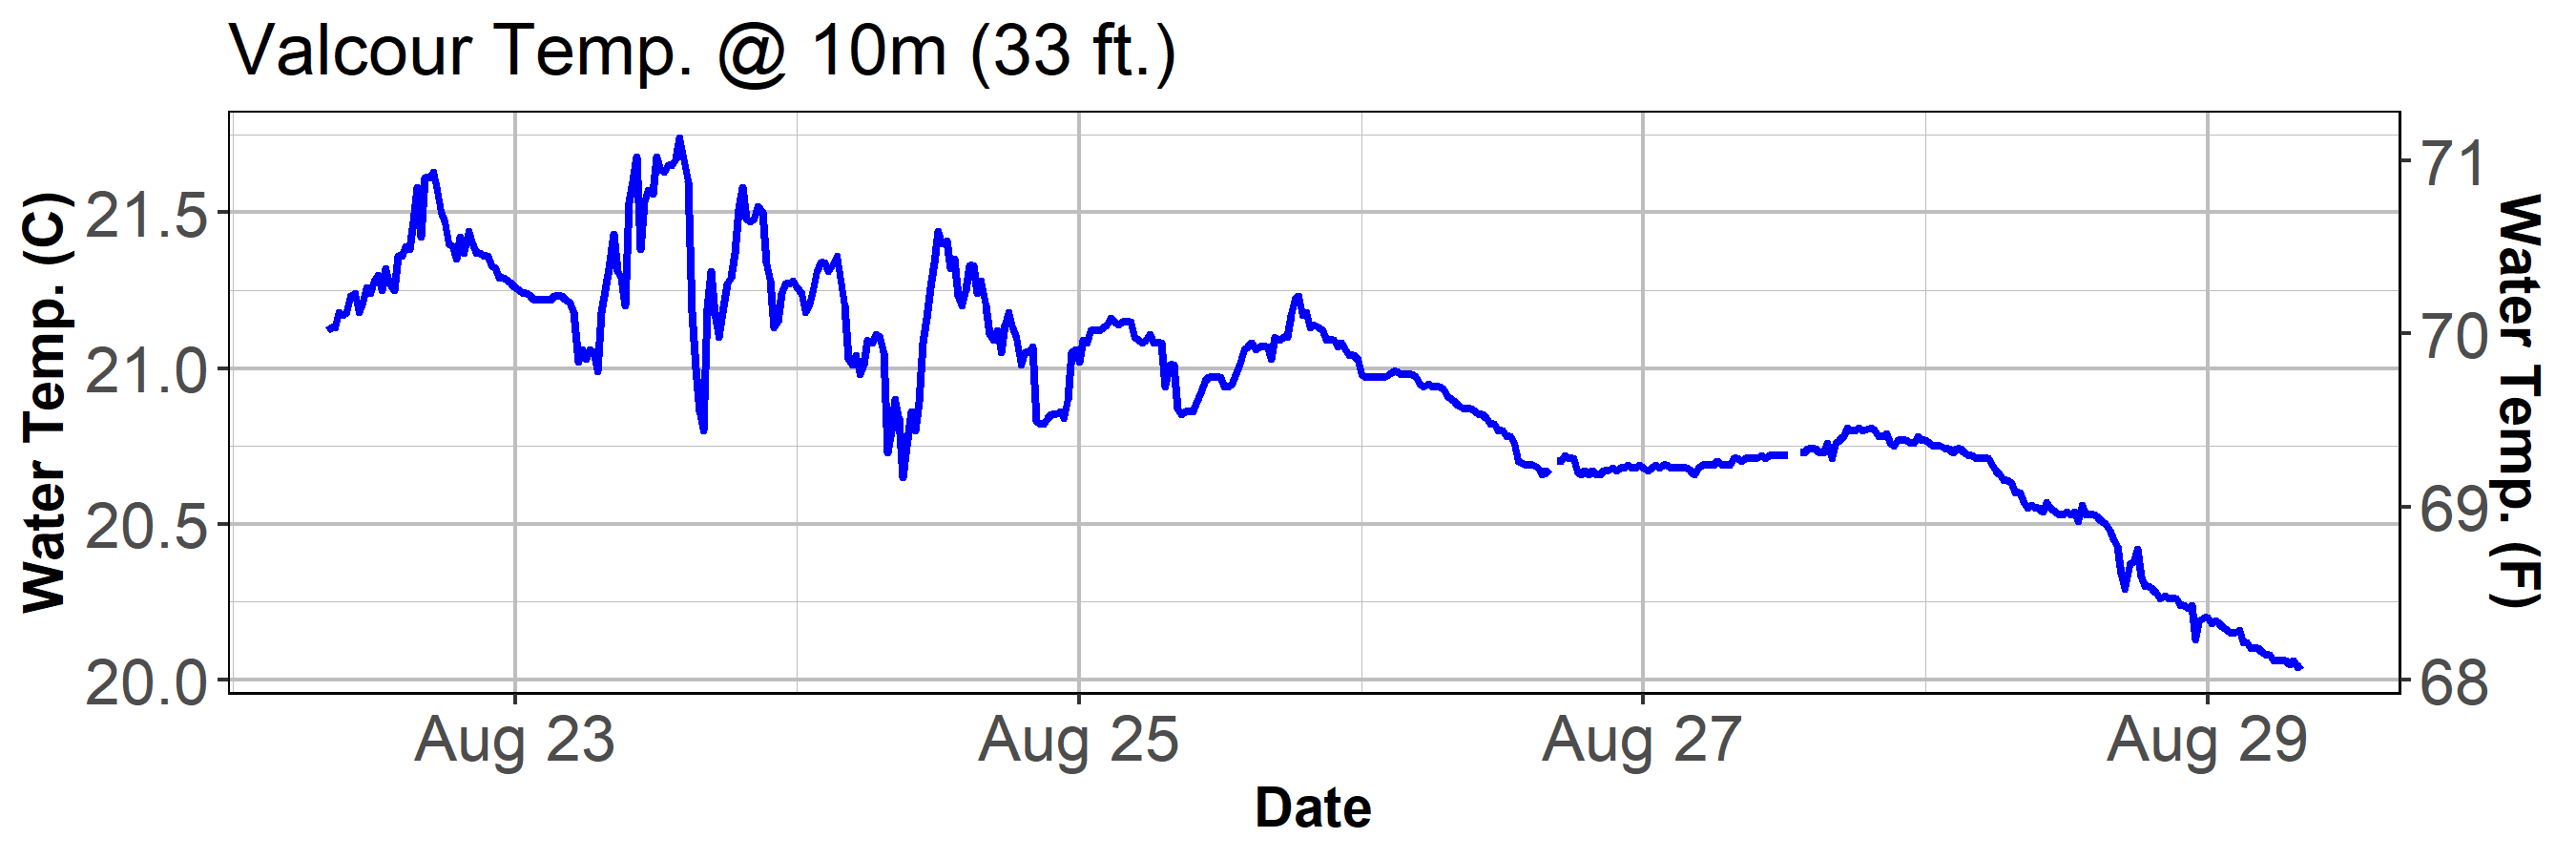 Valcour Temp. @ 10m (33 ft.)
Water Temp. (C)
21.5
21.0
20.5
20.0
71
70
69
68
Water Temp. (F)
Aug 23
Aug 25
Aug 27
Aug 29
Date